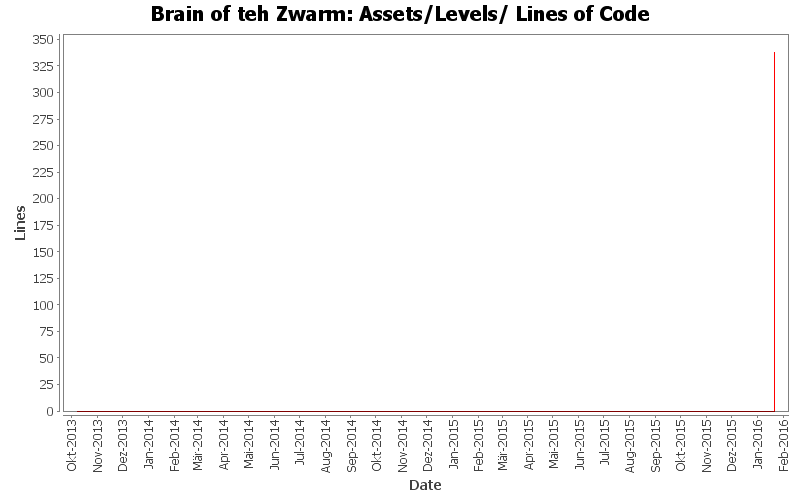 Brain of teh Zwarm: Assets/Levels/ Lines of Code
350
325
300
275
250
225
200
175
150
125
100
75
50
25
0
Lines
Okt-2013
Nov-2013
Dez-2013
Jan-2014
Feb-2014
Mär-2014
Apr-2014
Mai-2014
Jun-2014
Jul-2014
Aug-2014
Sep-2014
Okt-2014
Nov-2014
Dez-2014
Jan-2015
Feb-2015
Mär-2015
Apr-2015
Mai-2015
Jun-2015
Jul-2015
Aug-2015
Sep-2015
Okt-2015
Nov-2015
Dez-2015
Jan-2016
Feb-2016
Date